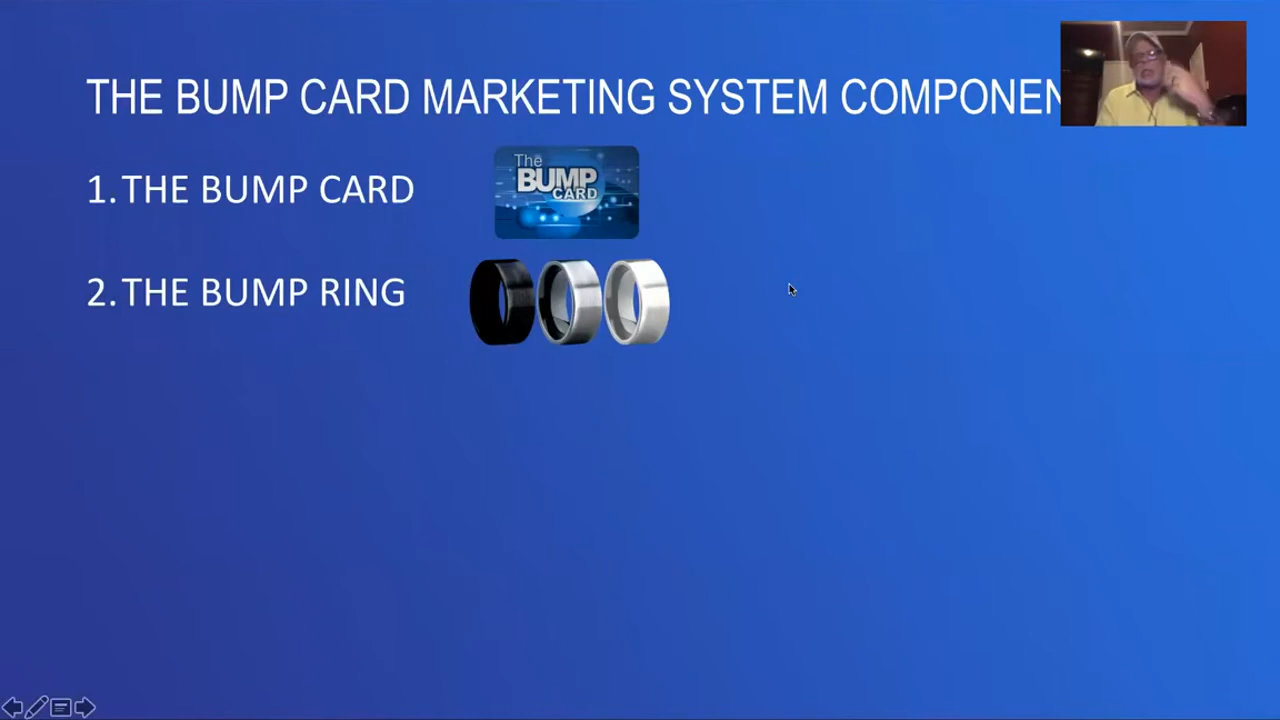 THE BUMP CARD MARKETING SYSTEM COMPONEN
1. THE BUMP CARD
The
BUMP
CARD
2. THE BUMP RING